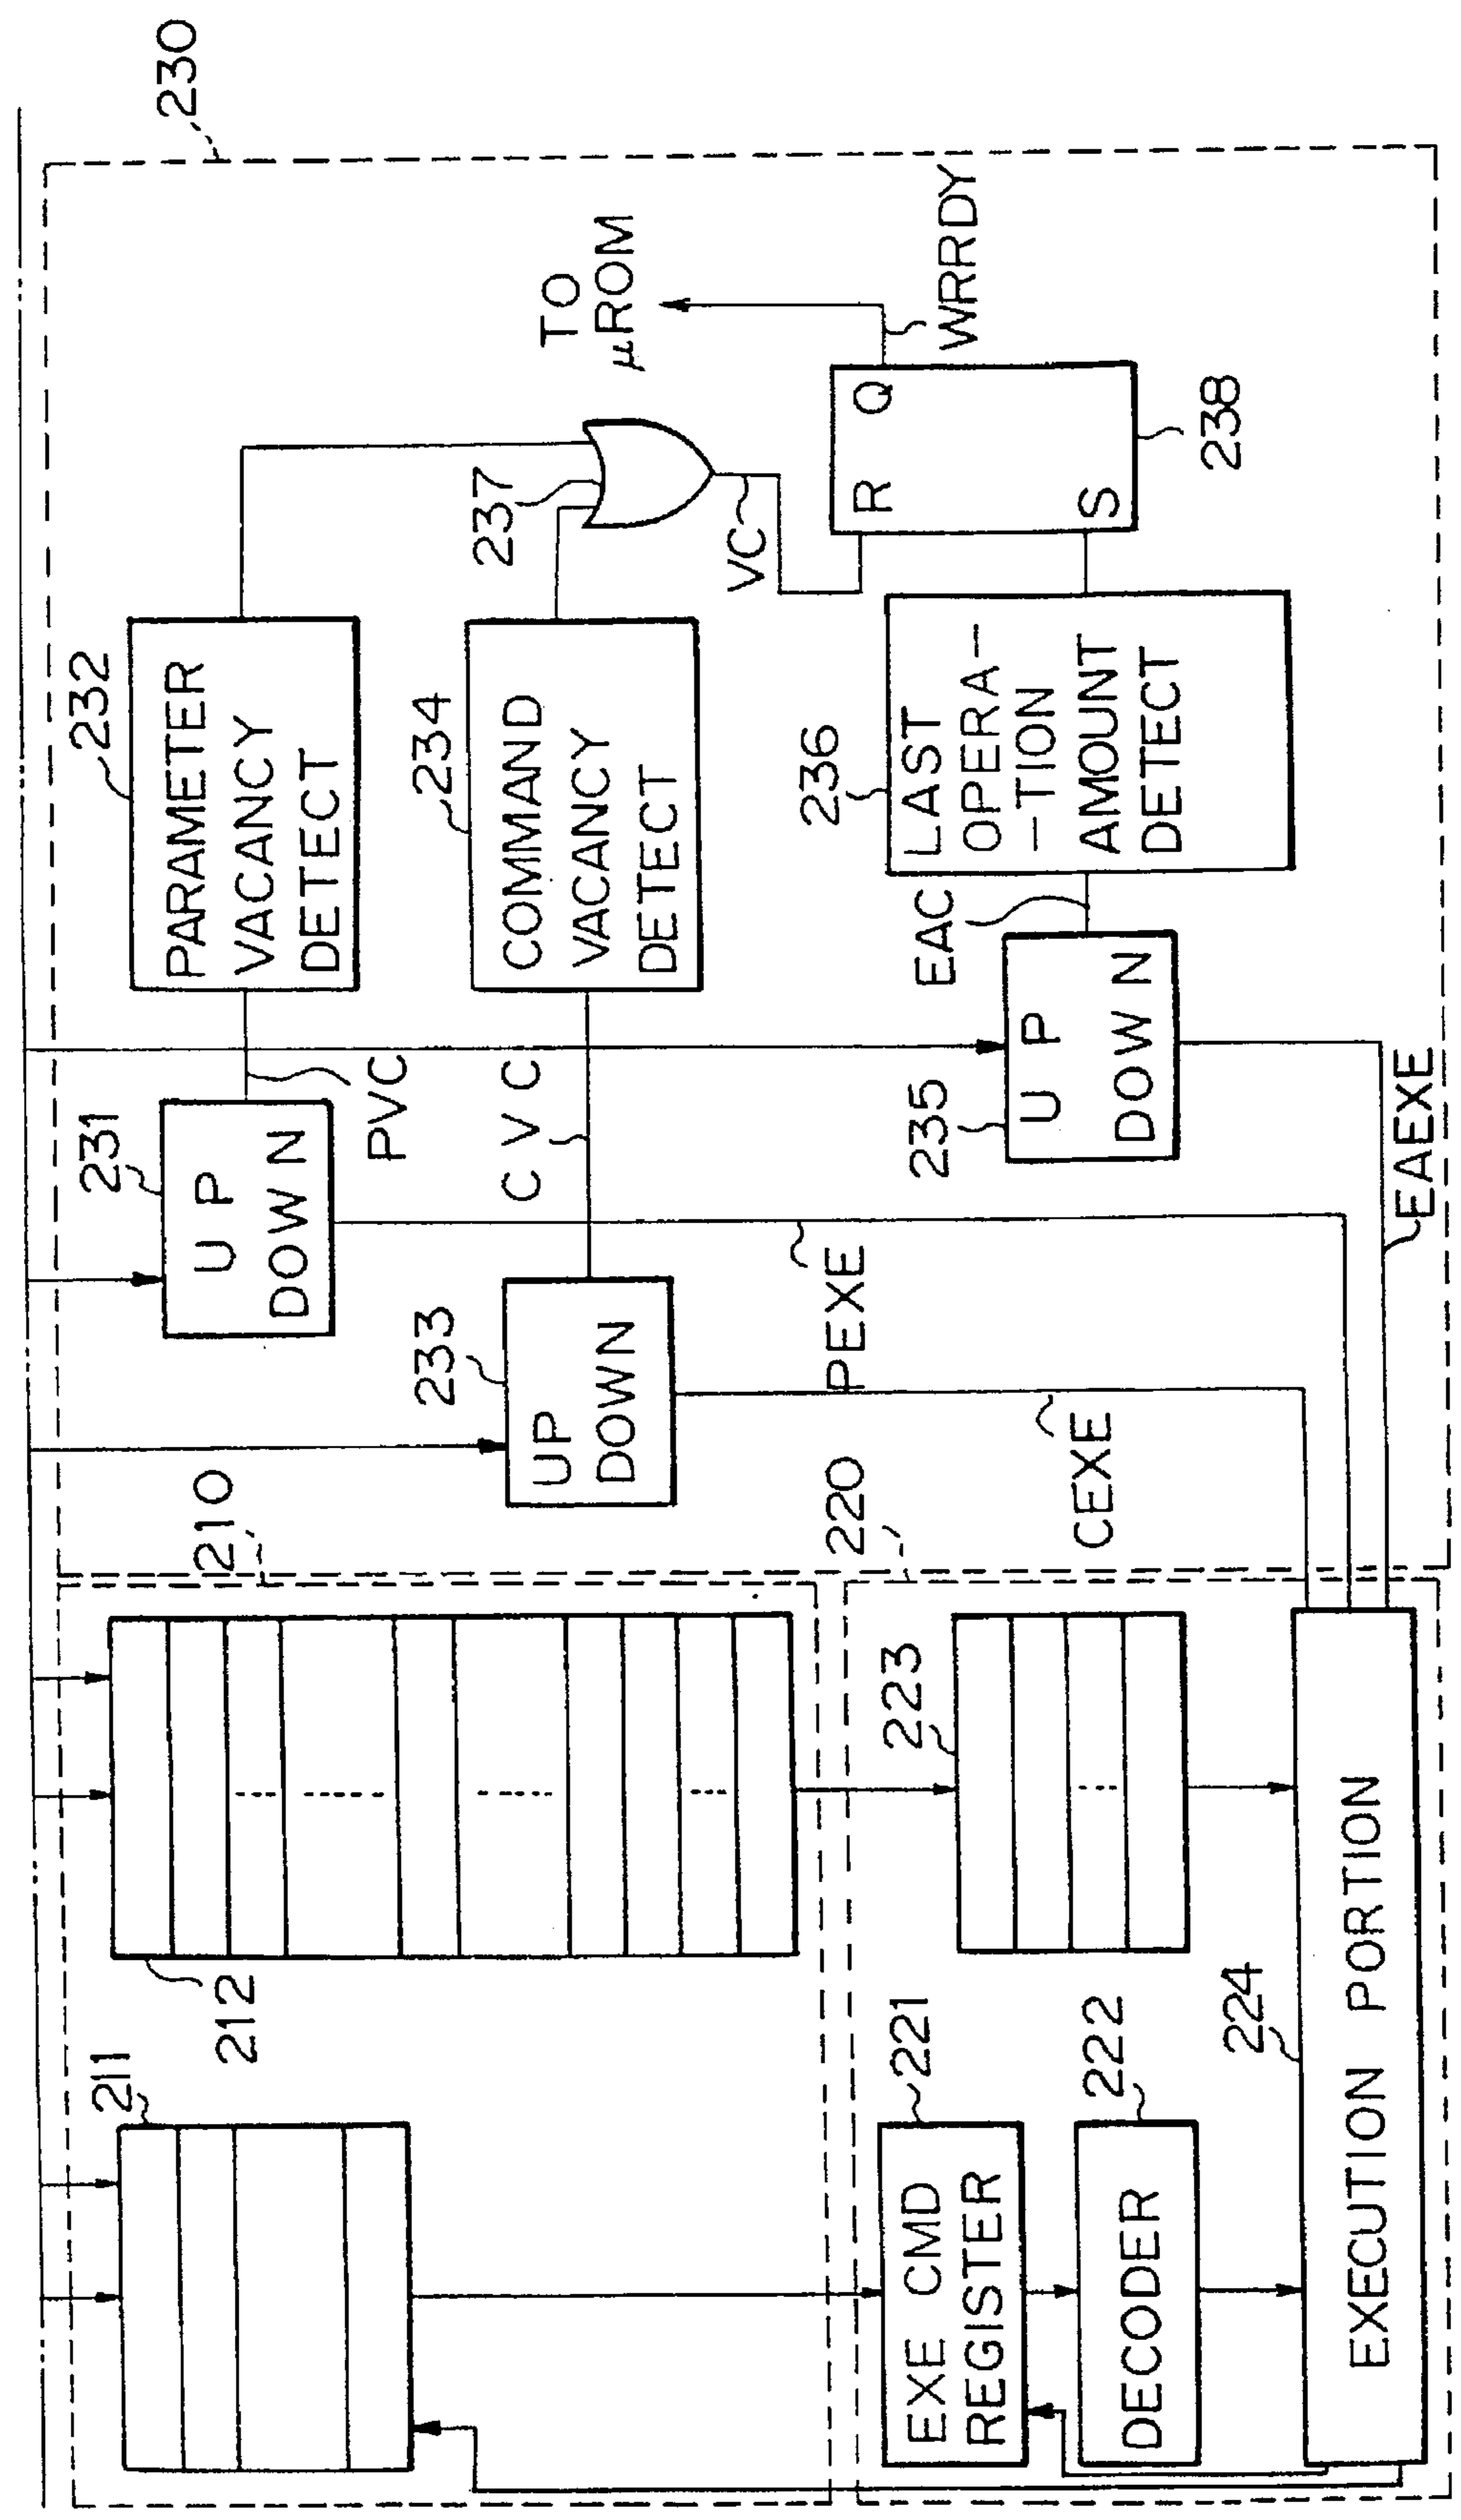 211
212
210
221
EXE CMD
REGISTER
222
DECODER
223
220
224
EXECUTION PORTION
230
231
UP
DOWN
PVC
232
PARAMETER
VACANCY
DETECT
233
UP
DOWN
CVC
234
COMMAND
VACANCY
DETECT
237
VC
TO
μROM
PEXE
CEXE
235
UP
DOWN
EAC
236
LAST
OPERA-
-TION
AMOUNT
DETECT
R Q
S
238
WRRDY
EAEXE